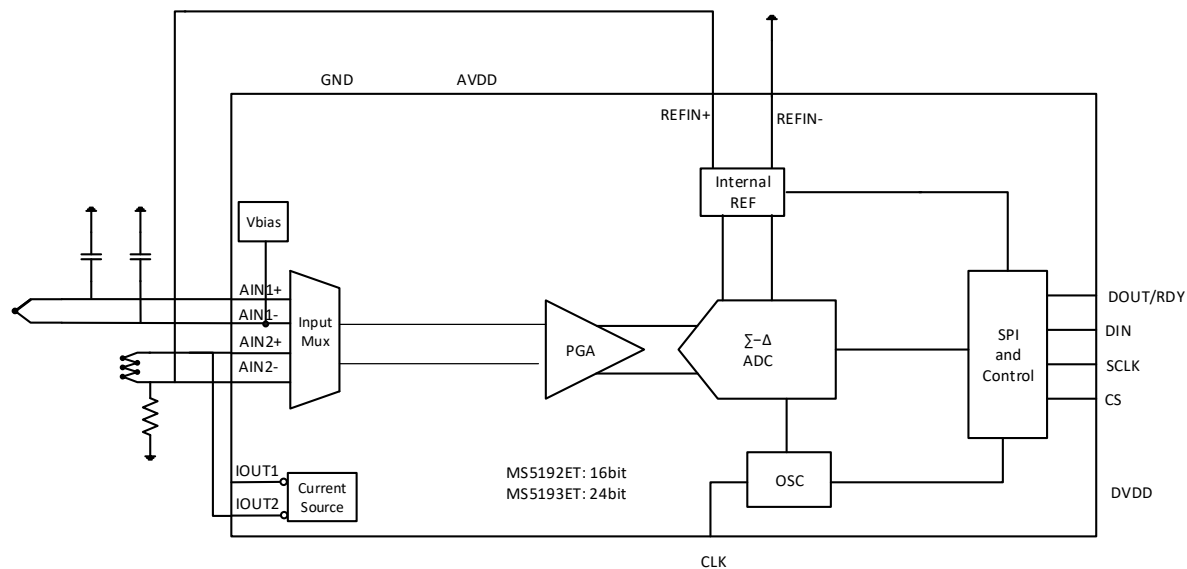 GND
AVDD
REFIN+
REFIN-
Internal
REF
Vbias
AIN1+
AIN1-
AIN2+
AIN2-
Input
Mux
PGA
∑−Δ
ADC
SPI
and
Control
DOUT/RDY
DIN
SCLK
CS
IOUT1
IOUT2
Current
Source
MS5192ET: 16bit
MS5193ET: 24bit
OSC
DVDD
CLK